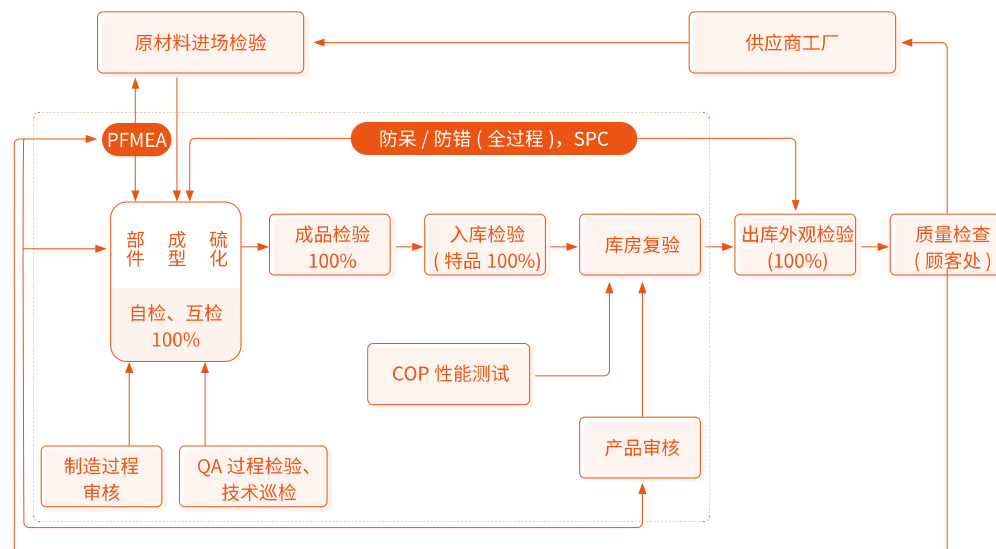 原材料进场检验
供应商工厂
PFMEA
防呆 / 防错 ( 全过程 )，SPC
部件
成型
硫化
自检、互检
100%
成品检验
100%
入库检验
( 特品 100%)
库房复验
出库外观检验
(100%)
质量检查
( 顾客处 )
COP 性能测试
产品审核
制造过程
审核
QA 过程检验、
技术巡检